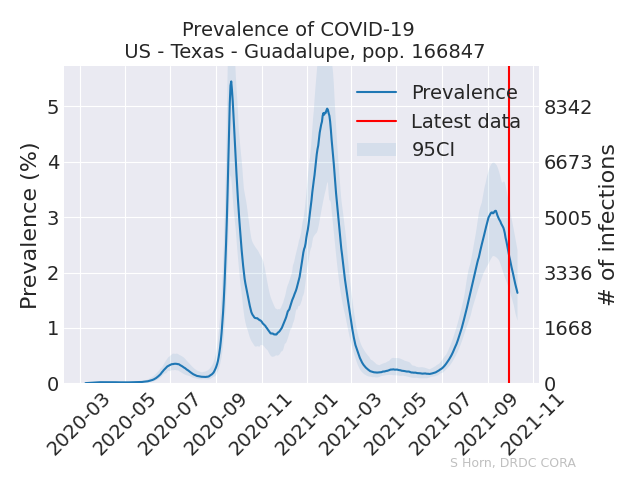 Prevalence of COVID-19
US - Texas - Guadalupe, pop. 166847
Prevalence (%)
5
4
3
2
1
0
Prevalence
Latest data
95CI
8342
6673
5005
3336
1668
0
# of infections
2020-03
2020-05
2020-07
2020-09
2020-11
2021-01
2021-03
2021-05
2021-07
2021-09
2021-11
S Horn, DRDC CORA